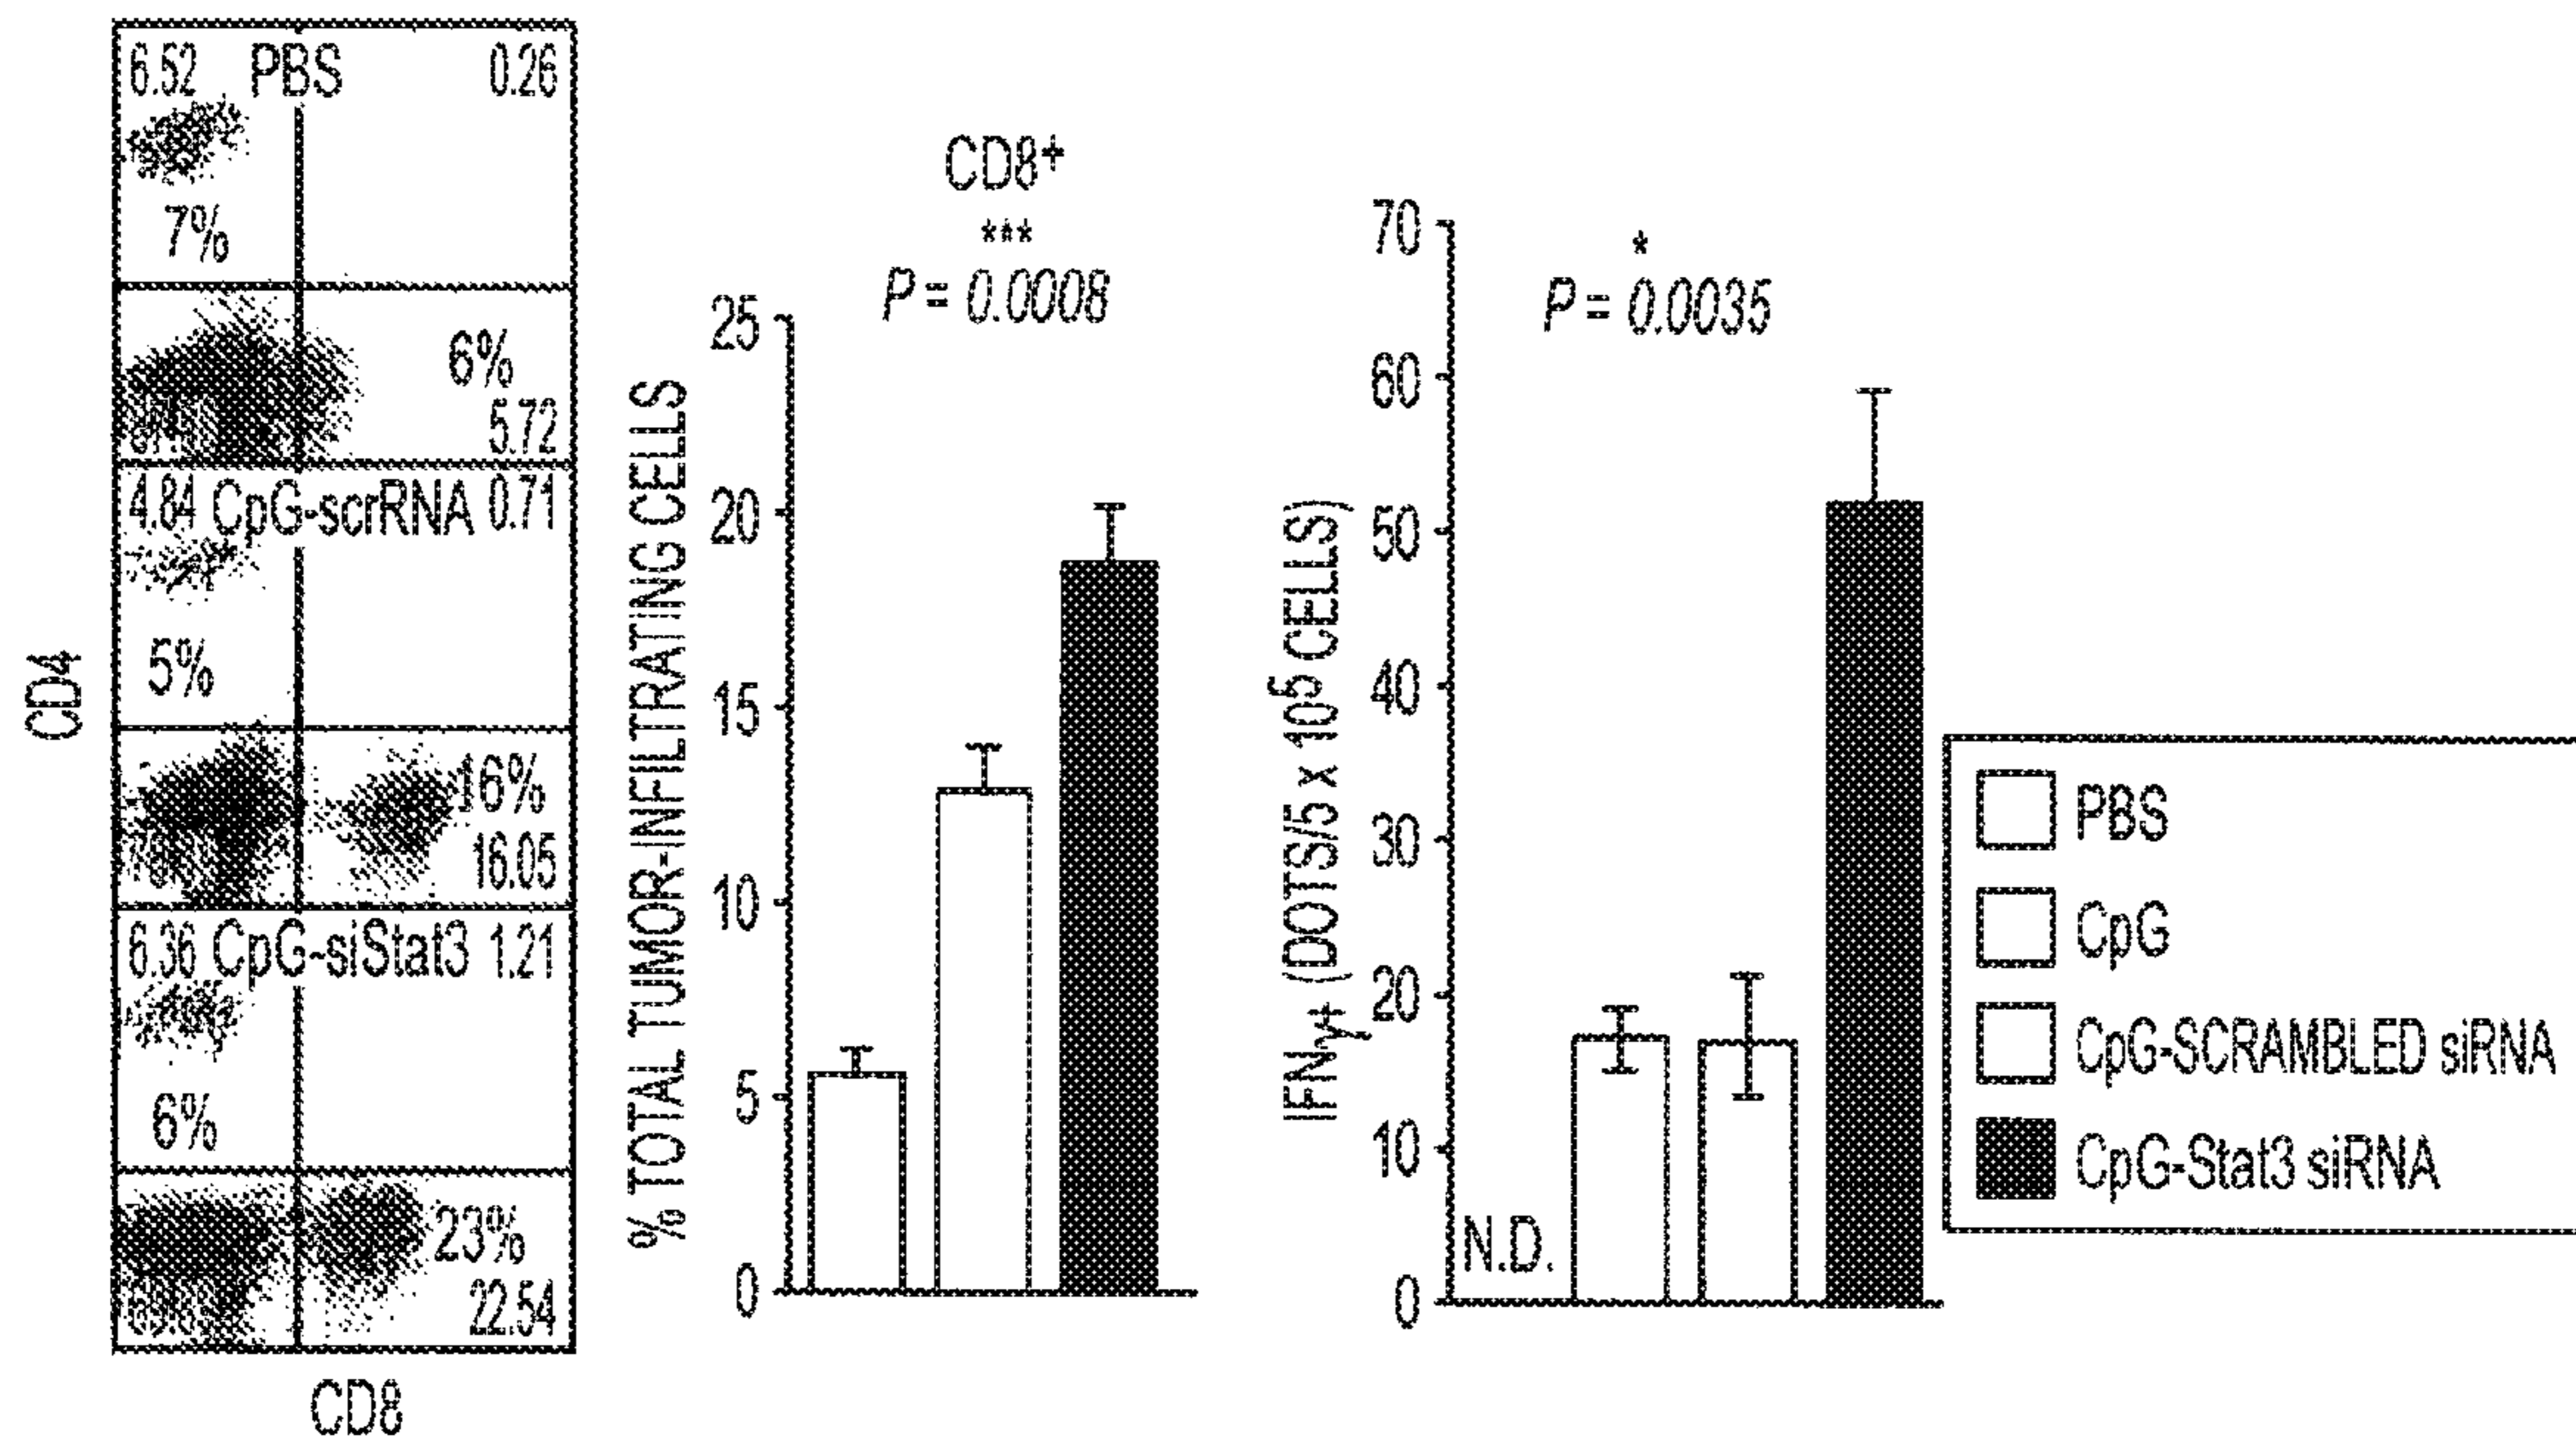 6.52 PBS 0.26
7%
6%
5.72
4.84 CpG-scrRNA 0.71
5%
16%
16.05
6.36 CpG-siStat3 1.21
6%
23%
22.54
CD4
CD8
CD8+
***
P = 0.0008
% TOTAL TUMOR-INFILTRATING CELLS
25
20
15
10
5
0
*
P = 0.0035
IFNγ+ (DOTS/5 x 10⁵ CELLS)
70
60
50
40
30
20
10
0
N.D.
PBS
CpG
CpG-SCRAMBLED siRNA
CpG-Stat3 siRNA